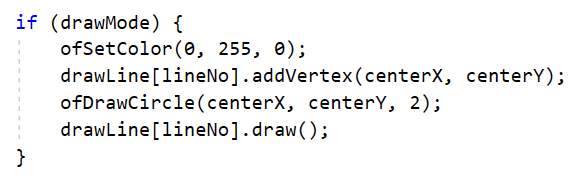 if (drawMode) {
    ofSetColor(0, 255, 0);
    drawLine[lineNo].addVertex(centerX, centerY);
    ofDrawCircle(centerX, centerY, 2);
    drawLine[lineNo].draw();
}